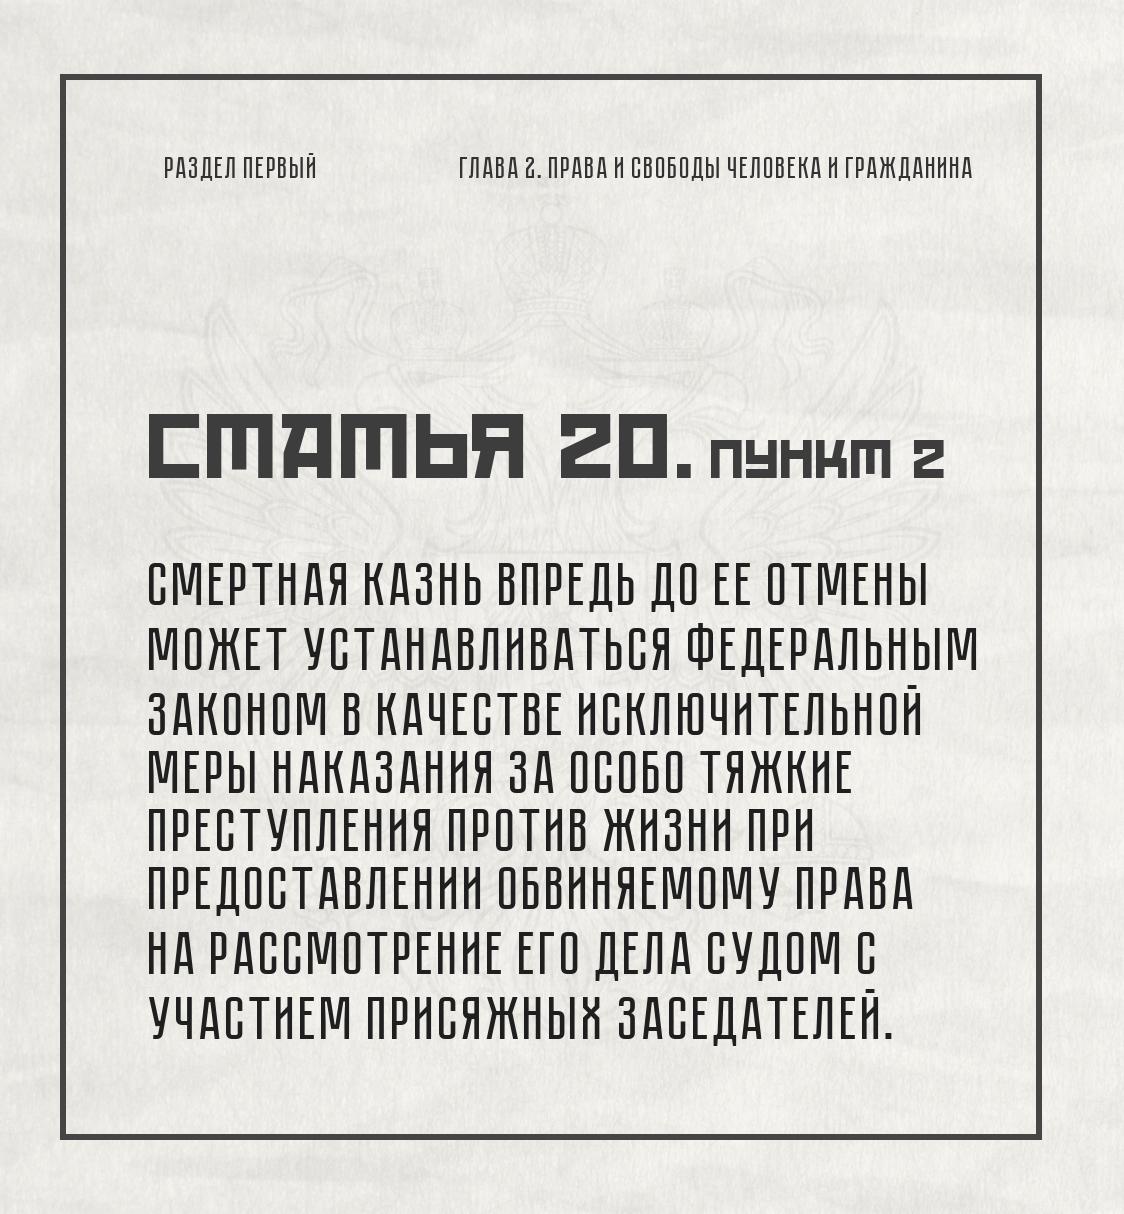 РАЗДЕЛ ПЕРВЫЙ
ГЛАВА 2. ПРАВА И СВОБОДЫ ЧЕЛОВЕКА И ГРАЖДАНИНА
СТАТЬЯ 20. ПУНКТ 2
СМЕРТНАЯ КАЗНЬ ВПРЕДЬ ДО ЕЕ ОТМЕНЫ
МОЖЕТ УСТАНАВЛИВАТЬСЯ ФЕДЕРАЛЬНЫМ
ЗАКОНОМ В КАЧЕСТВЕ ИСКЛЮЧИТЕЛЬНОЙ
МЕРЫ НАКАЗАНИЯ ЗА ОСОБО ТЯЖКИЕ
ПРЕСТУПЛЕНИЯ ПРОТИВ ЖИЗНИ ПРИ
ПРЕДОСТАВЛЕНИИ ОБВИНЯЕМОМУ ПРАВА
НА РАССМОТРЕНИЕ ЕГО ДЕЛА СУДОМ С
УЧАСТИЕМ ПРИСЯЖНЫХ ЗАСЕДАТЕЛЕЙ.